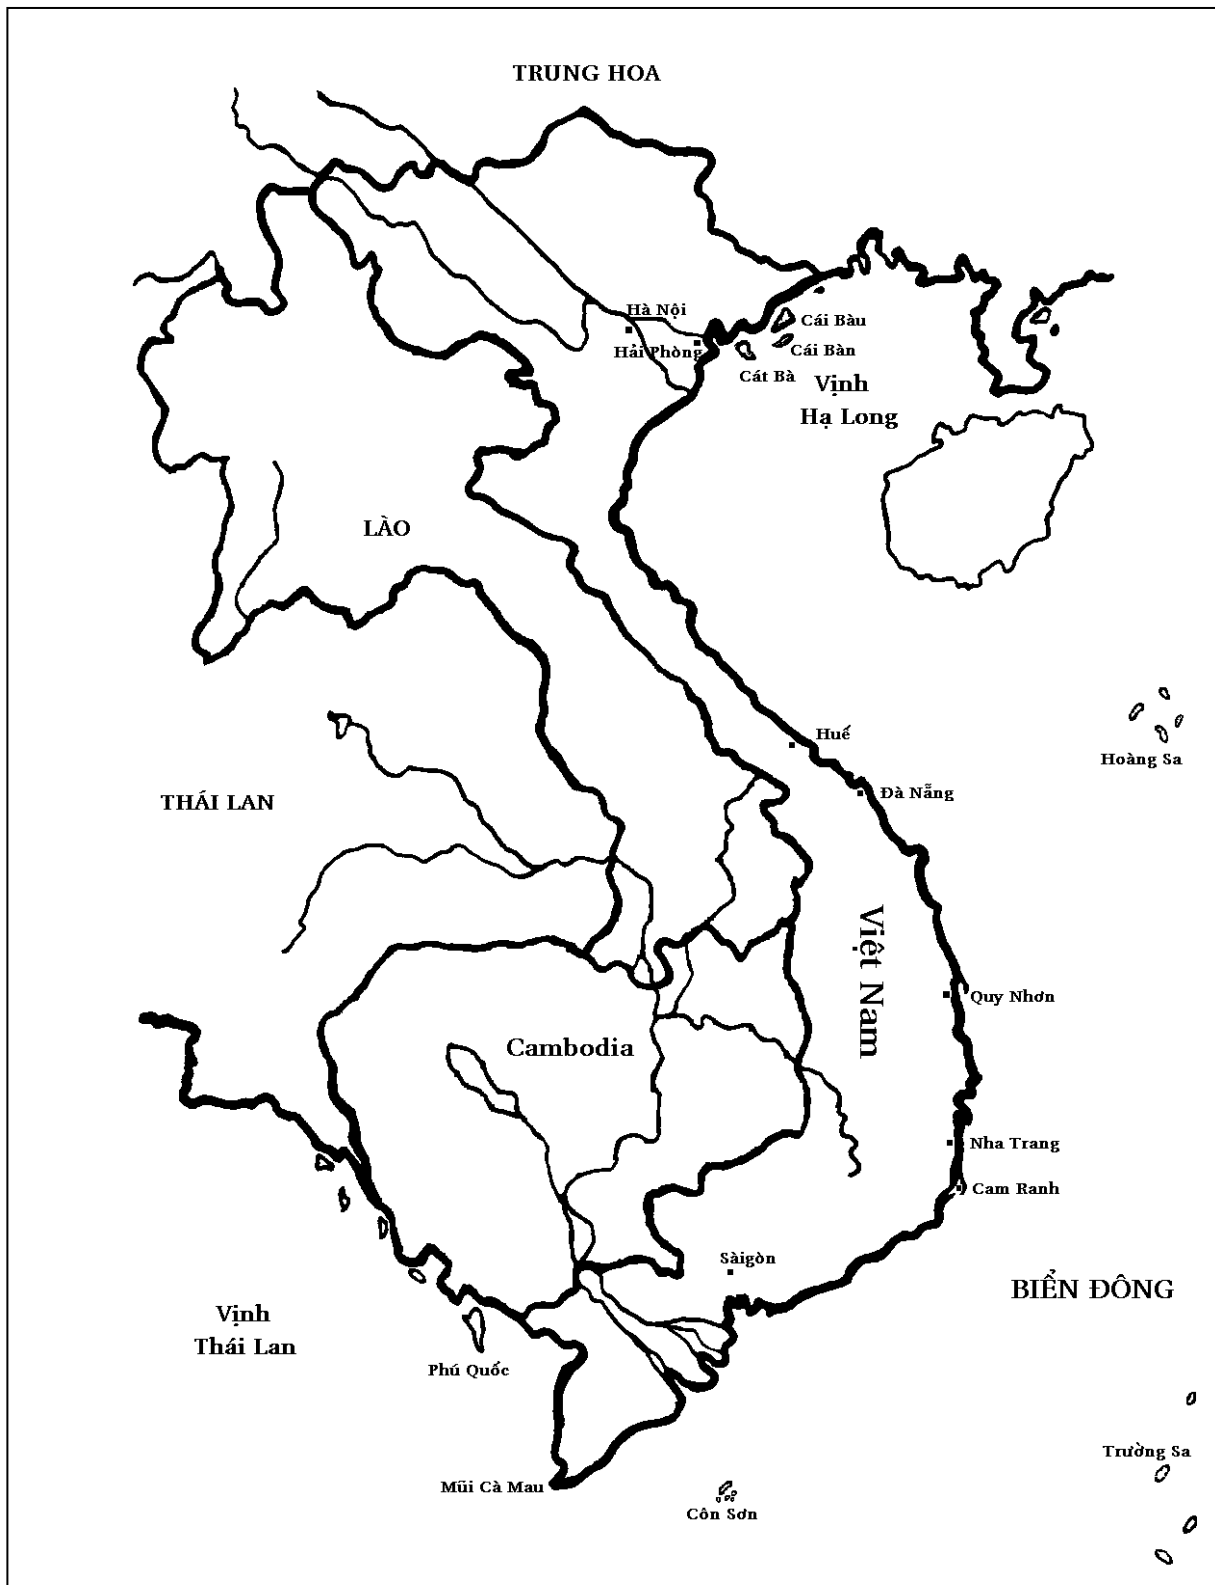 TRUNG HOA
Hà Nội
Cái Bàu
Hải Phòng
Cái Bàn
Cát Bà
Vịnh
Hạ Long
LÀO
Huế
Hoàng Sa
THÁI LAN
Đà Nẵng
Việt Nam
Quy Nhơn
Cambodia
Nha Trang
Cam Ranh
Sàigòn
BIỂN ĐÔNG
Vịnh
Thái Lan
Phú Quốc
Trường Sa
Mũi Cà Mau
Côn Sơn